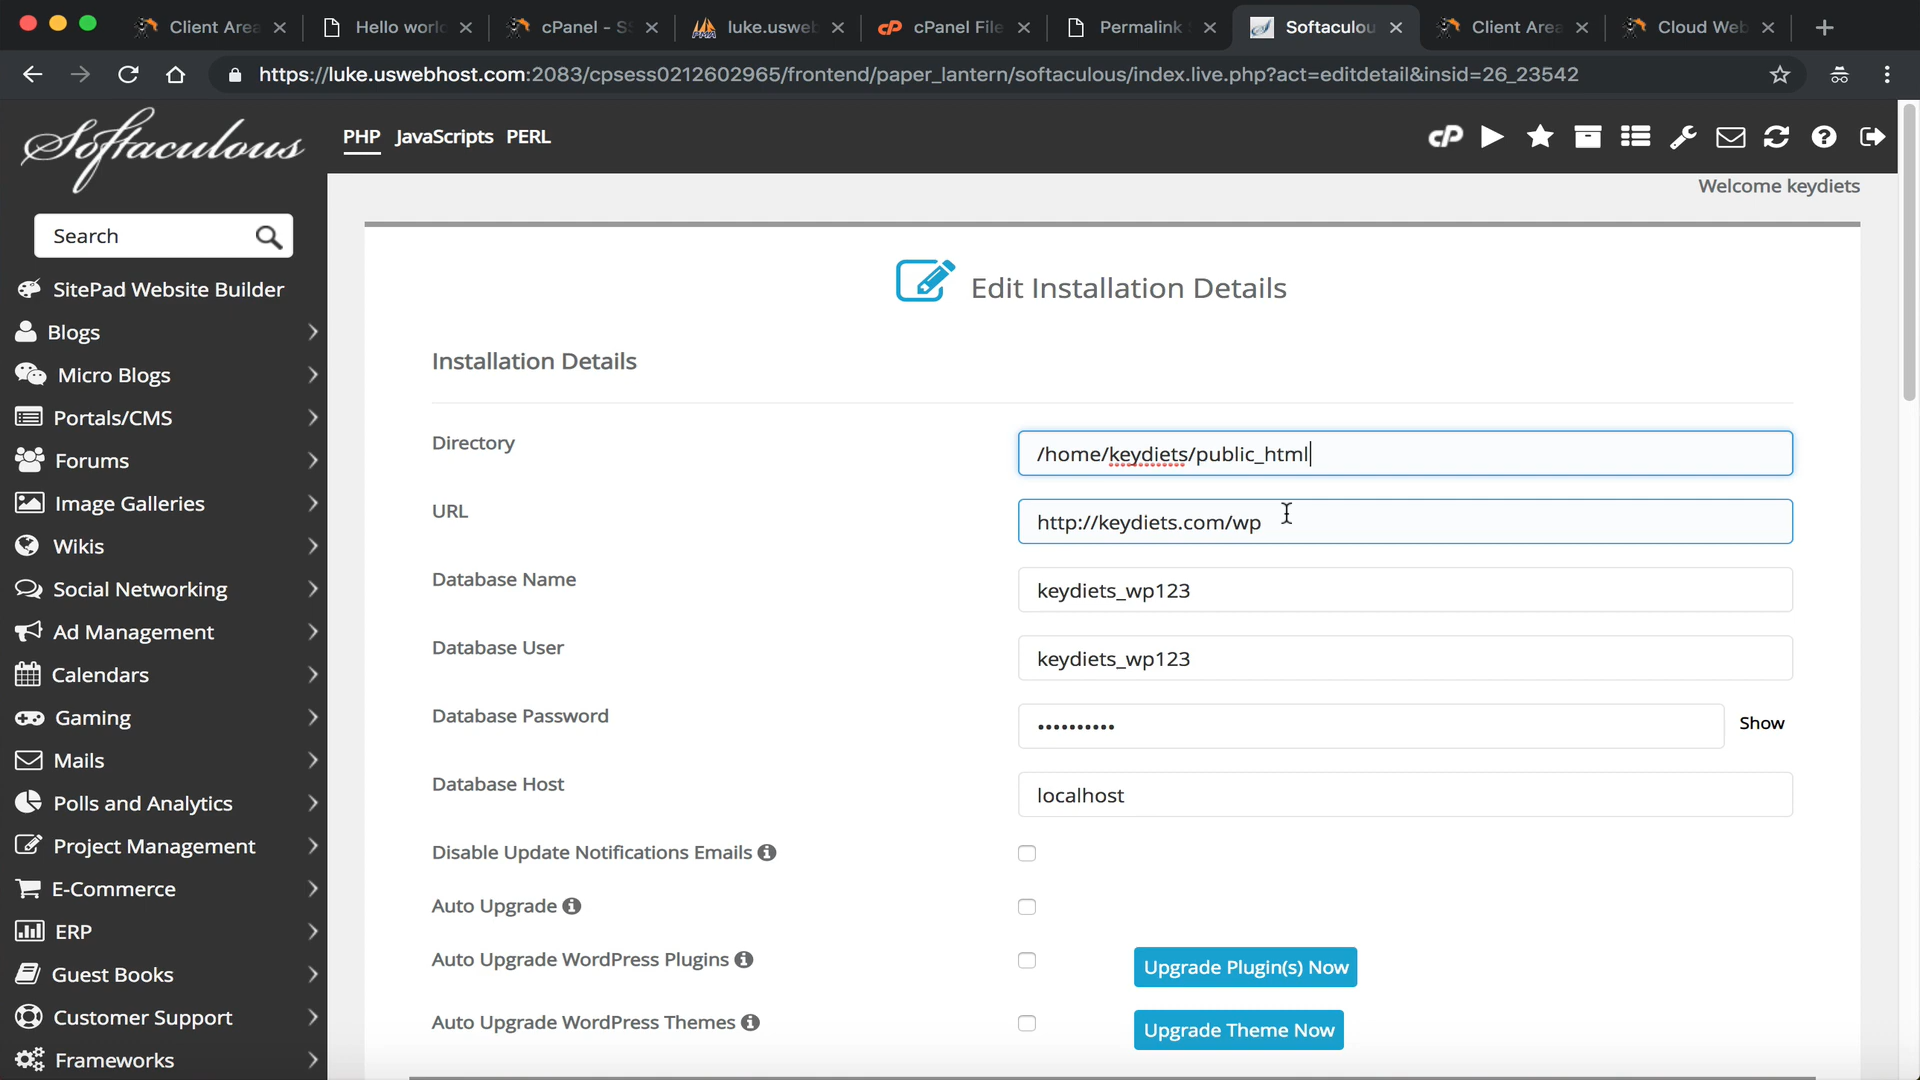 Client Area
Hello worl
cPanel - S
luke.uswe
cPanel File
Permalink
Softaculou
Client Area
Cloud Web
https://luke.uswebhost.com:2083/cpsess0212602965/frontend/paper_lantern/softaculous/index.live.php?act=editdetail&insid=26_23542
Softaculous
PHP JavaScripts PERL
Welcome keydiets
Search
SitePad Website Builder
Blogs
Micro Blogs
Portals/CMS
Forums
Image Galleries
Wikis
Social Networking
Ad Management
Calendars
Gaming
Mails
Polls and Analytics
Project Management
E-Commerce
ERP
Guest Books
Customer Support
Frameworks
Edit Installation Details
Installation Details
Directory
/home/keydiets/public_html
URL
http://keydiets.com/wp
Database Name
keydiets_wp123
Database User
keydiets_wp123
Database Password
••••••••••
Show
Database Host
localhost
Disable Update Notifications Emails
Auto Upgrade
Auto Upgrade WordPress Plugins
Upgrade Plugin(s) Now
Auto Upgrade WordPress Themes
Upgrade Theme Now